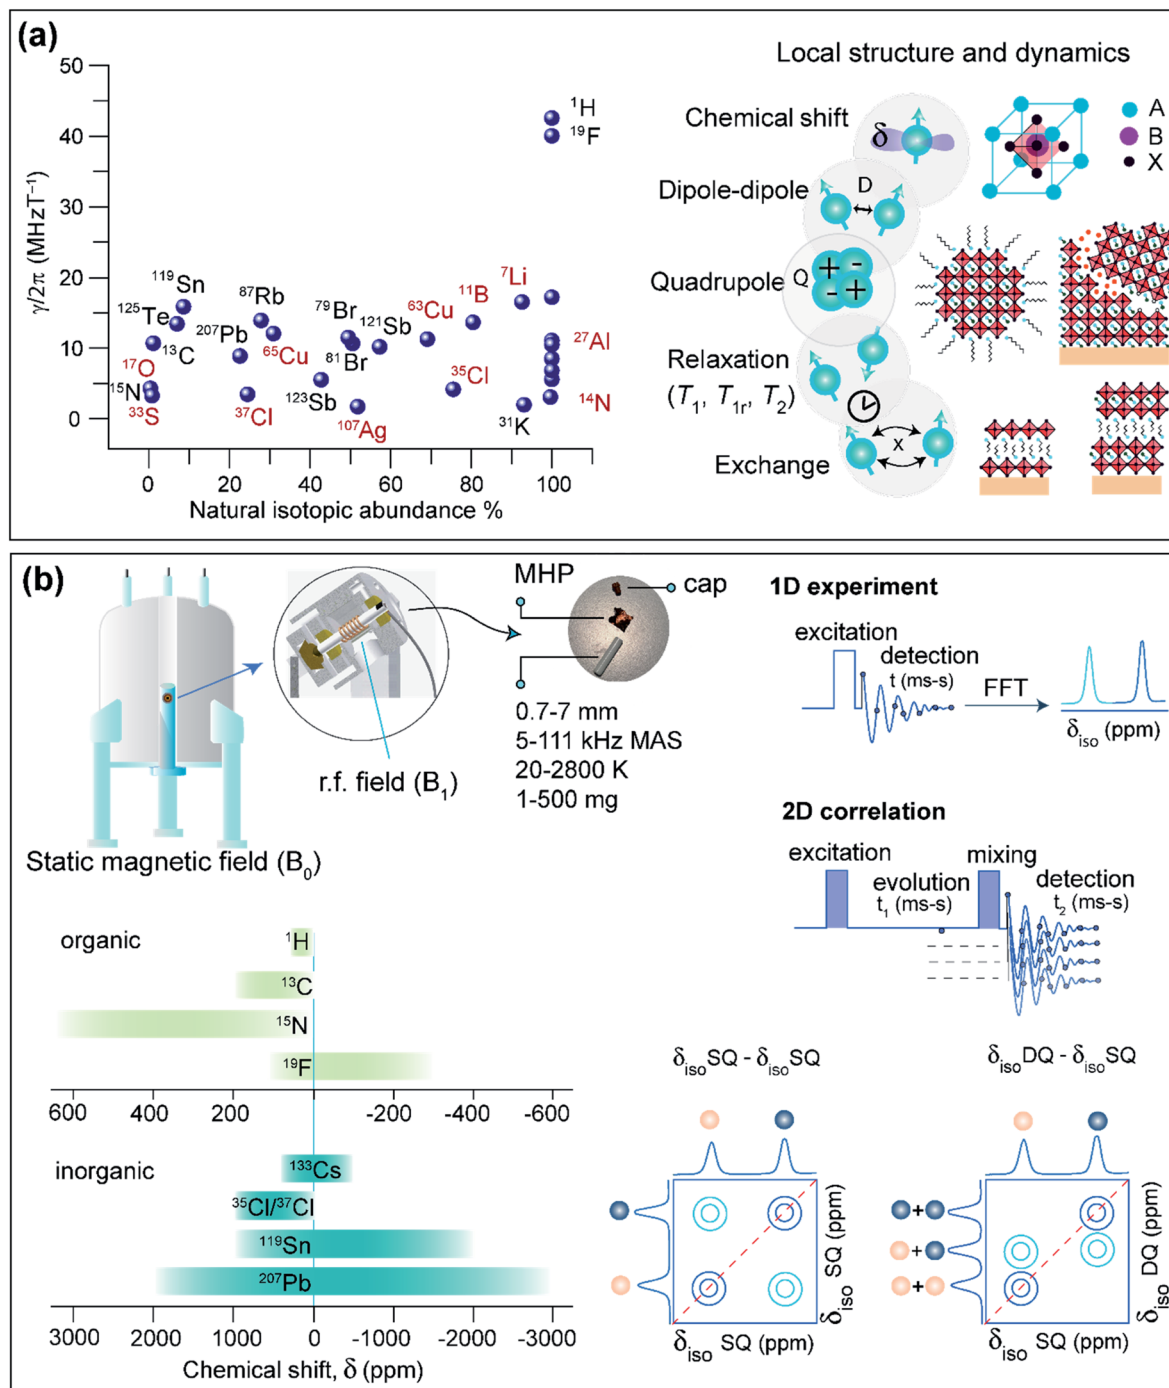 (a)
Local structure and dynamics
γ/2π (MHzT⁻¹)
50
40
30
20
10
0
0
20
40
60
80
100
Natural isotopic abundance %
¹H
¹⁹F
¹¹⁹Sn
¹²⁵Te
⁸⁷Rb
²⁰⁷Pb
¹³C
¹⁷O
¹⁵N
³³S
⁶⁵Cu
³⁷Cl
⁷⁹Br
⁸¹Br
¹²¹Sb
¹²³Sb
¹⁰⁷Ag
⁶³Cu
¹¹B
⁷Li
³⁵Cl
³¹K
²⁷Al
¹⁴N
Chemical shift
δ
Dipole-dipole
D
Quadrupole
Q
+ -
- +
Relaxation
(T₁, T₁r, T₂)
Exchange
x
A
B
X
(b)
MHP
cap
0.7-7 mm
5-111 kHz MAS
20-2800 K
1-500 mg
r.f. field (B₁)
Static magnetic field (B₀)
1D experiment
excitation
detection
t (ms-s)
FFT
δiso (ppm)
2D correlation
excitation
mixing
evolution
t₁ (ms-s)
detection
t₂ (ms-s)
organic
¹H
¹³C
¹⁵N
¹⁹F
600 400 200 0 -200 -400 -600
inorganic
¹³³Cs
³⁵Cl/³⁷Cl
¹¹⁹Sn
²⁰⁷Pb
3000 2000 1000 0 -1000 -2000 -3000
Chemical shift, δ (ppm)
δisoSQ - δisoSQ
δiso SQ (ppm)
δiso SQ (ppm)
δisoDQ - δisoSQ
+
+
+
δiso DQ (ppm)
δiso SQ (ppm)